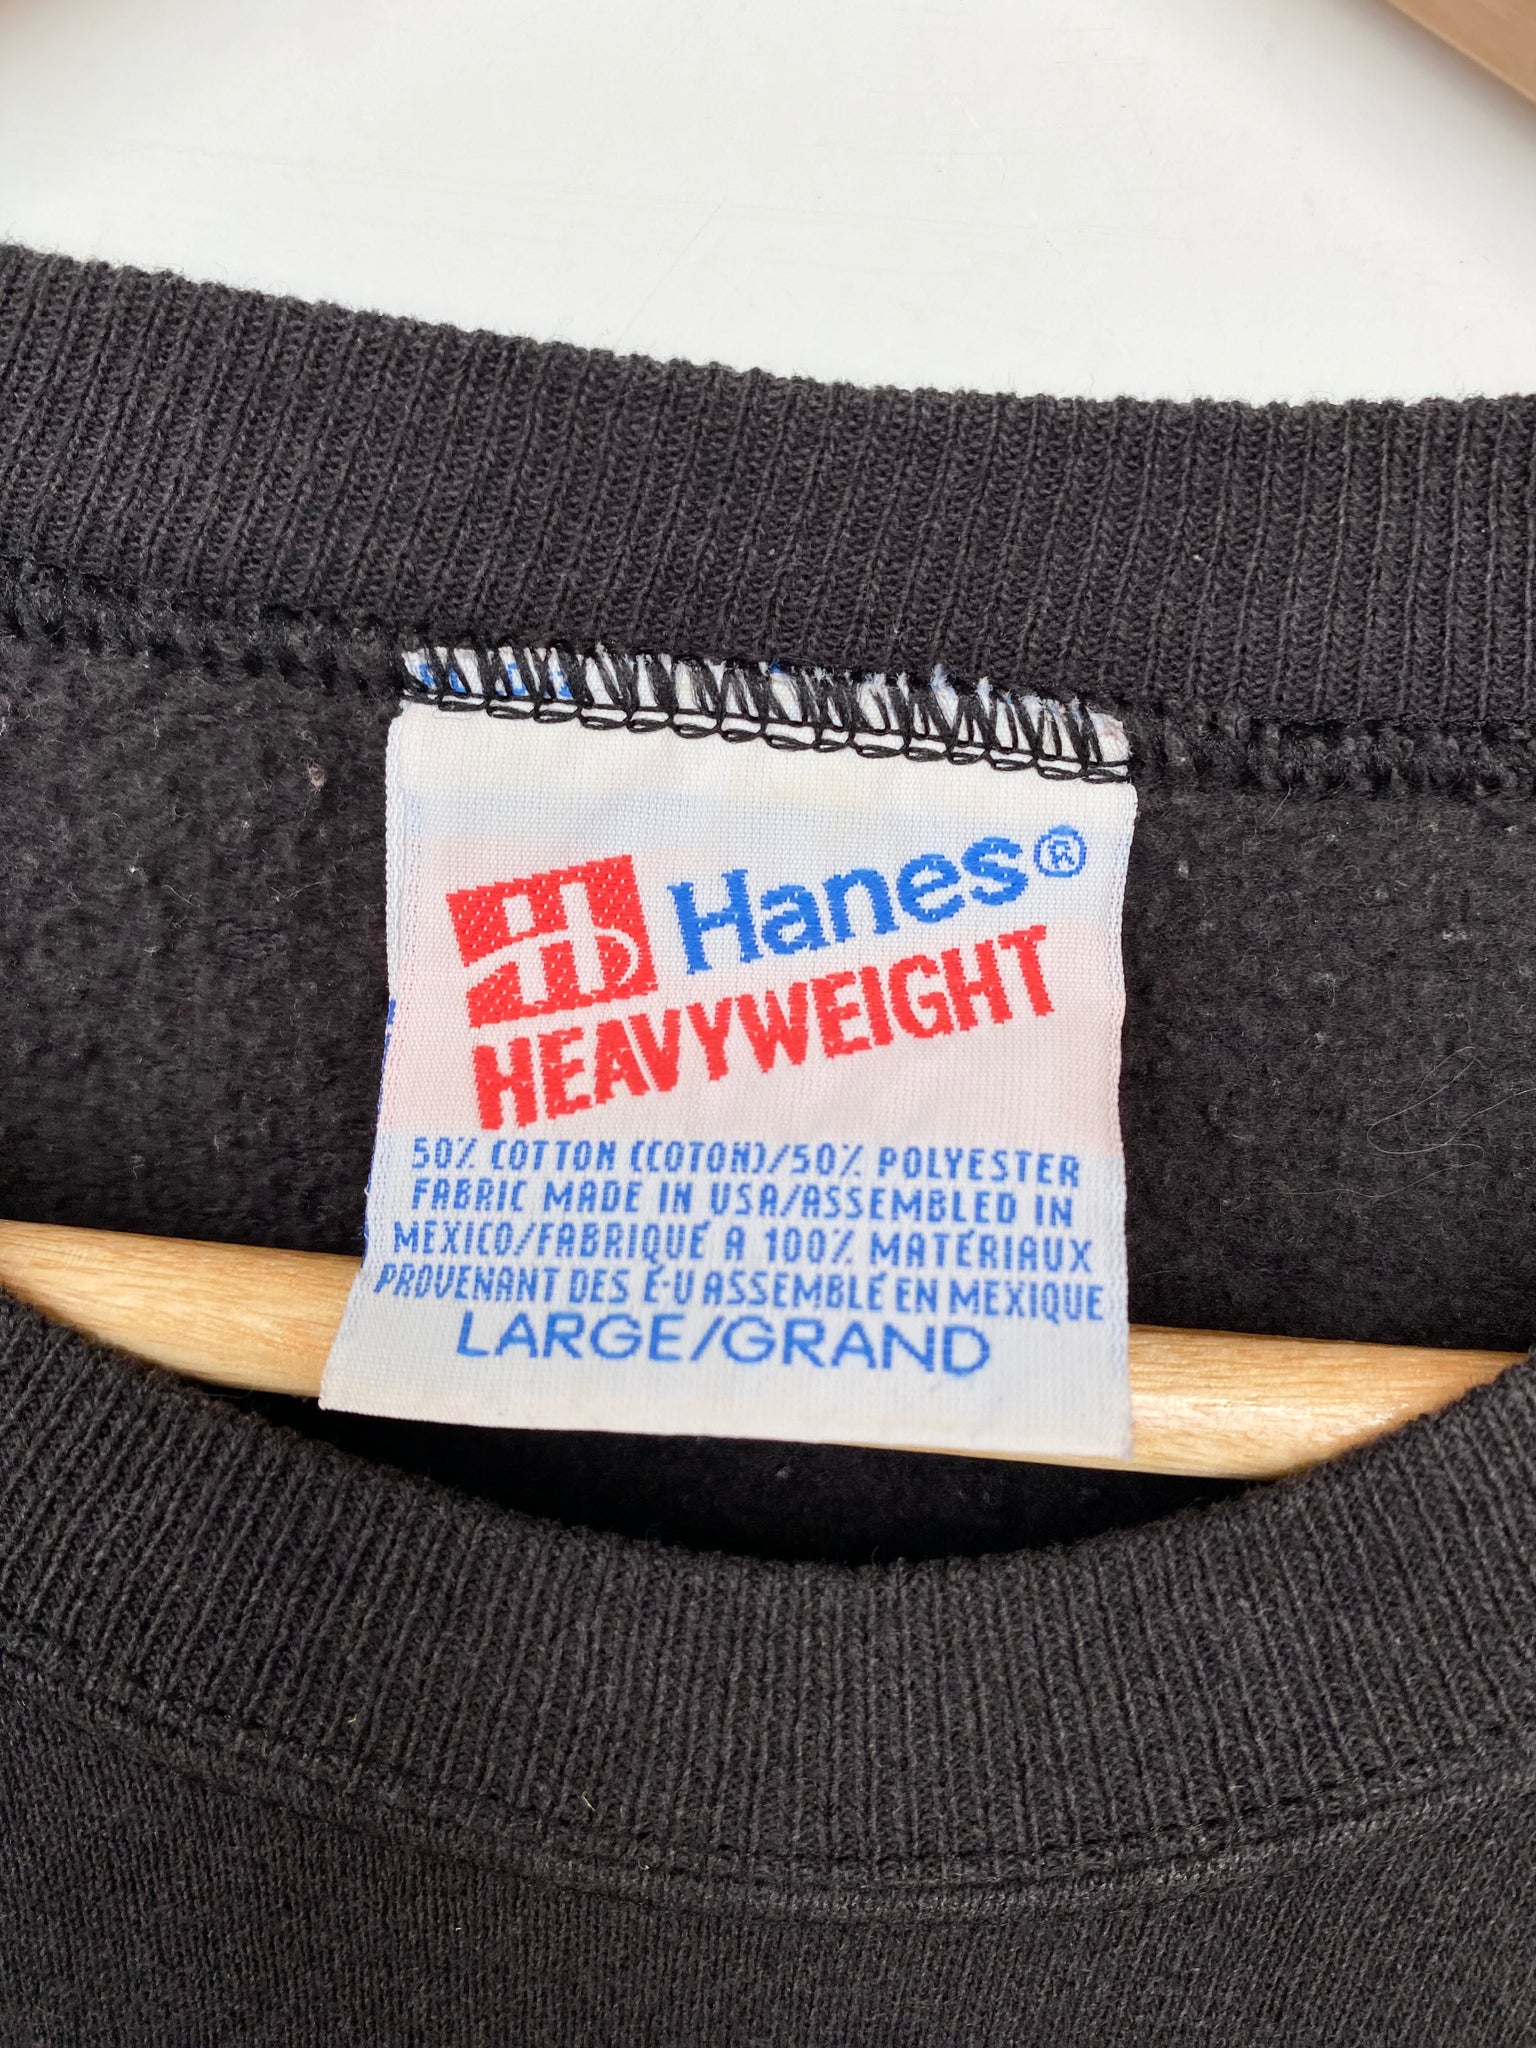 Hanes®
HEAVYWEIGHT
50% COTTON (COTON)/50% POLYESTER
FABRIC MADE IN USA/ASSEMBLED IN
MEXICO/FABRIQUÉ A 100% MATÉRIAUX
PROVENANT DES É-U ASSEMBLÉ EN MEXIQUE
LARGE/GRAND